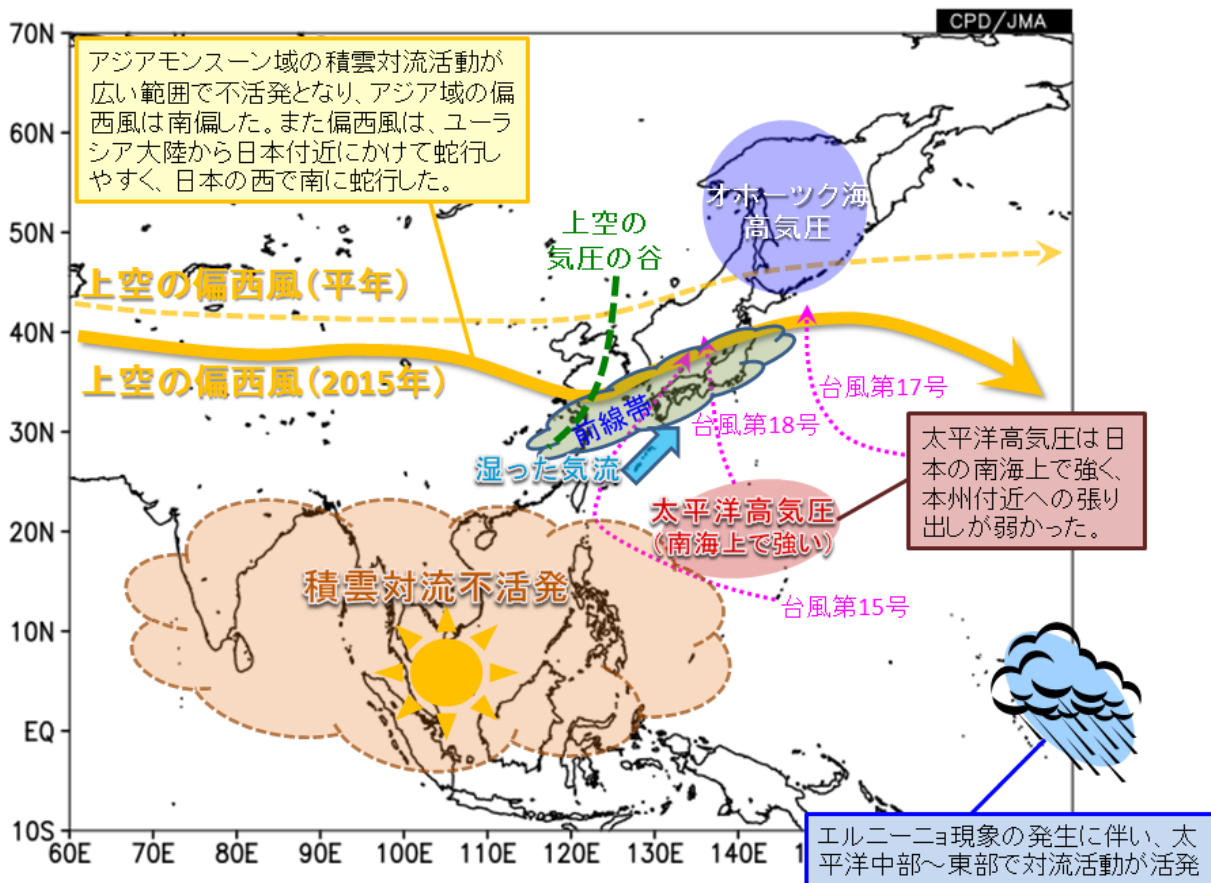 CPD/JMA
70N
60N
50N
40N
30N
20N
10N
EQ
10S
60E
70E
80E
90E
100E
110E
120E
130E
140E
アジアモンスーン域の積雲対流活動が
広い範囲で不活発となり、アジア域の偏
西風は南偏した。また偏西風は、ユーラ
シア大陸から日本付近にかけて蛇行し
やすく、日本の西で南に蛇行した。
オホーツク海
高気圧
上空の
気圧の谷
上空の偏西風(平年)
上空の偏西風(2015年)
台風第17号
前線帯
台風第18号
湿った気流
太平洋高気圧は日
本の南海上で強く、
本州付近への張り
出しが弱かった。
太平洋高気圧
(南海上で強い)
積雲対流不活発
台風第15号
エルニーニョ現象の発生に伴い、太
平洋中部～東部で対流活動が活発